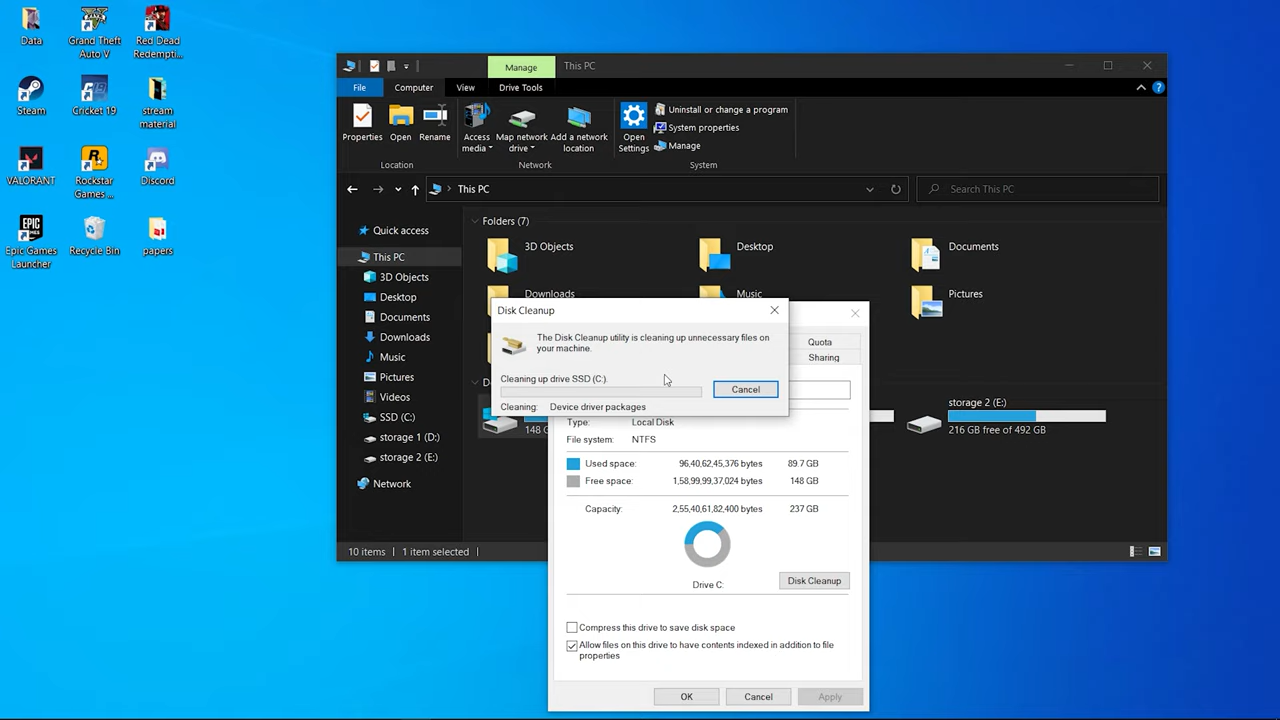 Data
Grand Theft
Auto V
Red Dead
Redempti...
Steam
Cricket 19
stream
material
VALORANT
Rockstar
Games ...
Discord
EPIC
GAMES
Epic Games
Launcher
Recycle Bin
papers
Manage
This PC
File
Computer
View
Drive Tools
Properties
Open
Rename
Access
media
Map network
drive
Add a network
location
Open
Settings
Uninstall or change a program
System properties
Manage
Location
Network
System
This PC
Search This PC
Quick access
This PC
3D Objects
Desktop
Documents
Downloads
Music
Pictures
Videos
SSD (C:)
storage 1 (D:)
storage 2 (E:)
Network
Folders (7)
3D Objects
Desktop
Documents
Downloads
Music
Pictures
D
148 G
storage 2 (E:)
216 GB free of 492 GB
10 items
1 item selected
Disk Cleanup
The Disk Cleanup utility is cleaning up unnecessary files on
your machine.
Cleaning up drive SSD (C:).
Cancel
Cleaning: Device driver packages
Quota
Sharing
Type: Local Disk
File system: NTFS
Used space: 96,40,62,45,376 bytes 89.7 GB
Free space: 1,58,99,99,37,024 bytes 148 GB
Capacity: 2,55,40,61,82,400 bytes 237 GB
Drive C:
Disk Cleanup
Compress this drive to save disk space
Allow files on this drive to have contents indexed in addition to file
properties
OK
Cancel
Apply